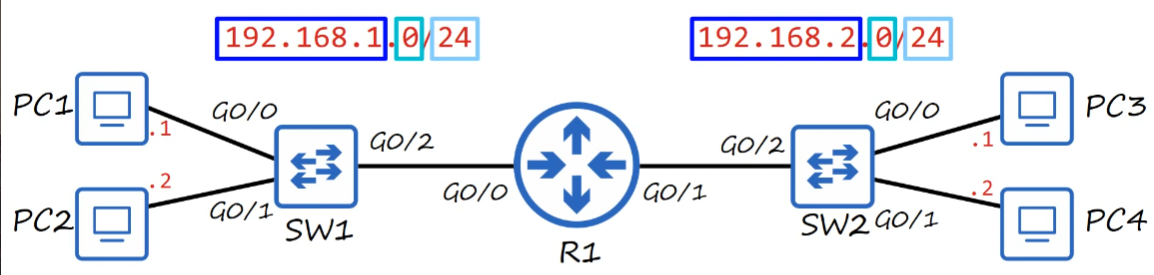 192.168.1.0/24
192.168.2.0/24
PC1
.1
G0/0
G0/2
G0/0
G0/1
G0/2
G0/0
.1
PC3
PC2
.2
G0/1
SW1
R1
SW2
G0/1
.2
PC4